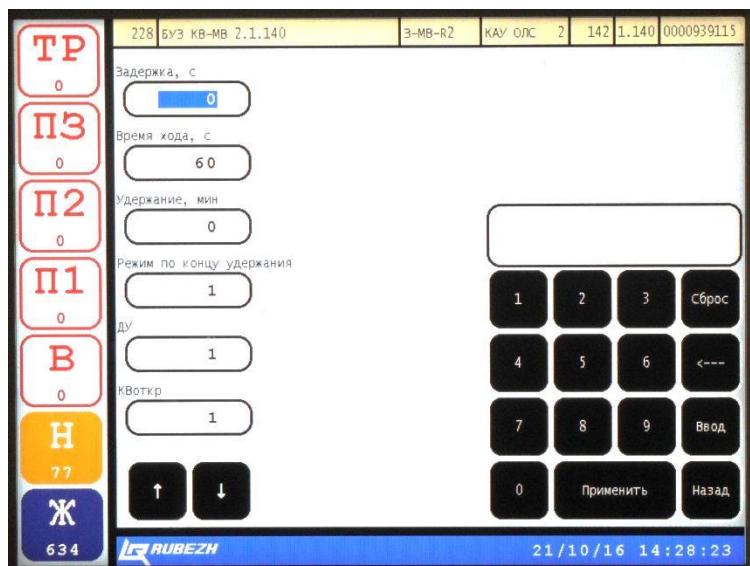 228 БУЗ КВ-МВ 2.1.140 З-МВ-R2 КАУ ОЛС 2 142 1.140 0000939115
ТР
0
ПЗ
0
П2
0
П1
0
В
0
Н
77
Ж
634
Задержка, с
0
Время хода, с
60
Удержание, мин
0
Режим по концу удержания
1
ДУ
1
КВоткр
1
↑ ↓
1 2 3 Сброс
4 5 6 <---
7 8 9 Ввод
0 Применить Назад
RUBEZH 21/10/16 14:28:23